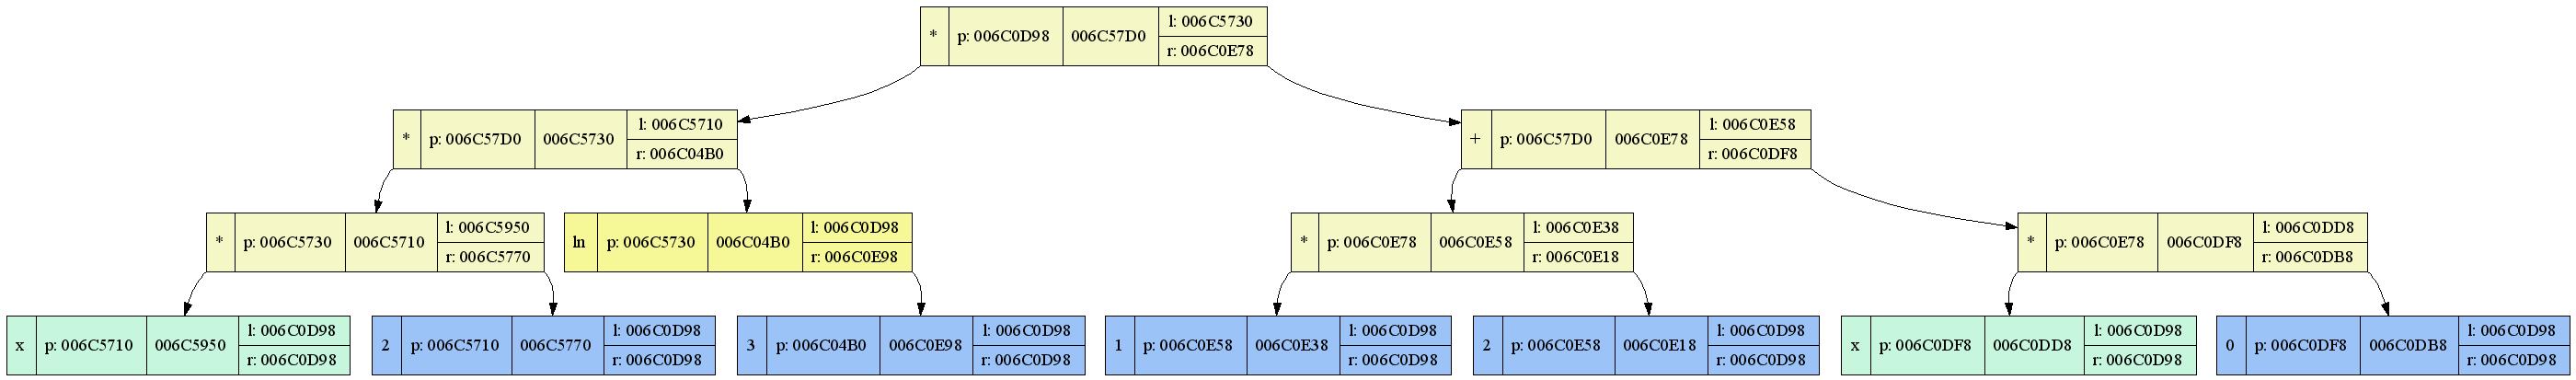 * p: 006C0D98 006C57D0 l: 006C5730
r: 006C0E78
* p: 006C57D0 006C5730 l: 006C5710
r: 006C04B0
+ p: 006C57D0 006C0E78 l: 006C0E58
r: 006C0DF8
* p: 006C5730 006C5710 l: 006C5950
r: 006C5770
ln p: 006C5730 006C04B0 l: 006C0D98
r: 006C0E98
* p: 006C0E78 006C0E58 l: 006C0E38
r: 006C0E18
* p: 006C0E78 006C0DF8 l: 006C0DD8
r: 006C0DB8
x p: 006C5710 006C5950 l: 006C0D98
r: 006C0D98
2 p: 006C5710 006C5770 l: 006C0D98
r: 006C0D98
3 p: 006C04B0 006C0E98 l: 006C0D98
r: 006C0D98
1 p: 006C0E58 006C0E38 l: 006C0D98
r: 006C0D98
2 p: 006C0E58 006C0E18 l: 006C0D98
r: 006C0D98
x p: 006C0DF8 006C0DD8 l: 006C0D98
r: 006C0D98
0 p: 006C0DF8 006C0DB8 l: 006C0D98
r: 006C0D98